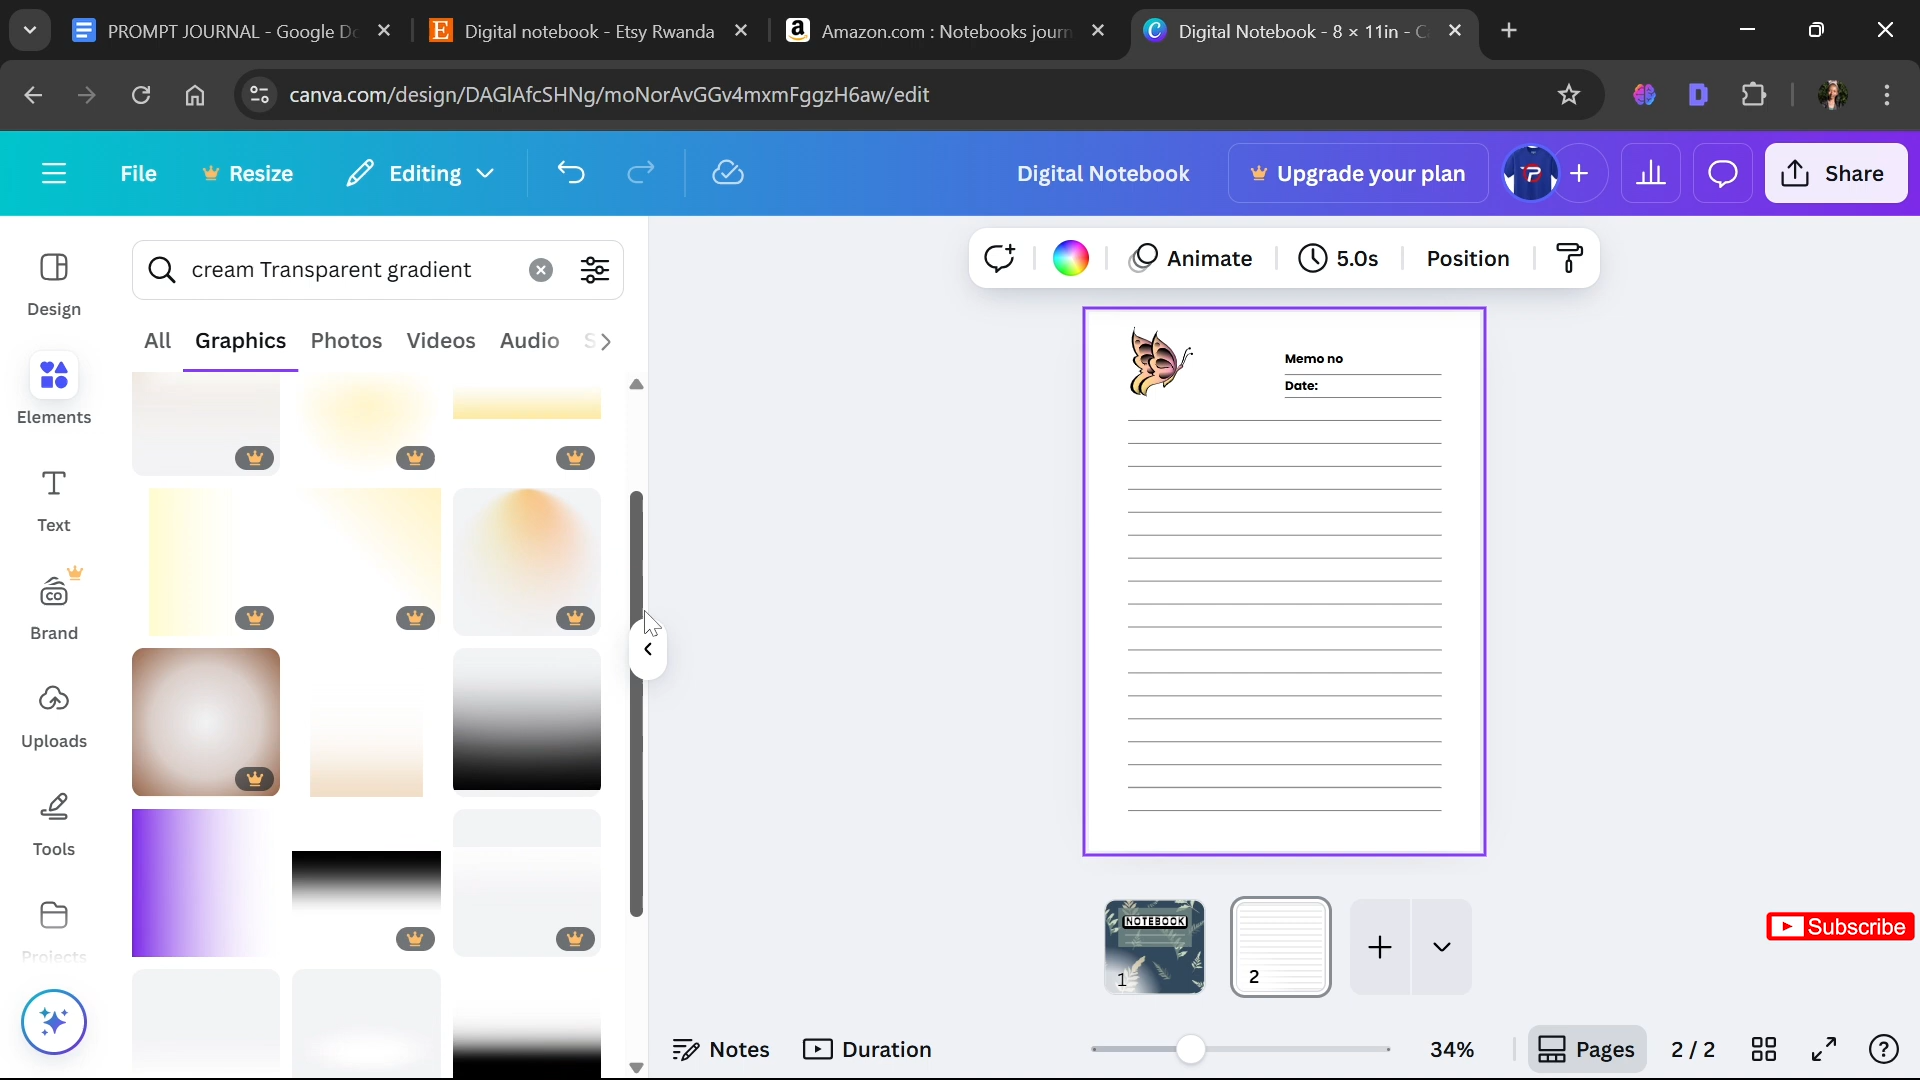 PROMPT JOURNAL - Google Do
Digital notebook - Etsy Rwanda
Amazon.com : Notebooks journ
Digital Notebook - 8 × 11in - C
canva.com/design/DAGlAfcSHNg/moNorAvGGv4mxmFggzH6aw/edit
File
Resize
Editing
Digital Notebook
Upgrade your plan
Share
Design
Elements
Text
Brand
Uploads
Tools
Projects
cream Transparent gradient
All
Graphics
Photos
Videos
Audio
S
Animate
5.0s
Position
Memo no
Date:
NOTEBOOK
1
2
Subscribe
Notes
Duration
34%
Pages
2 / 2